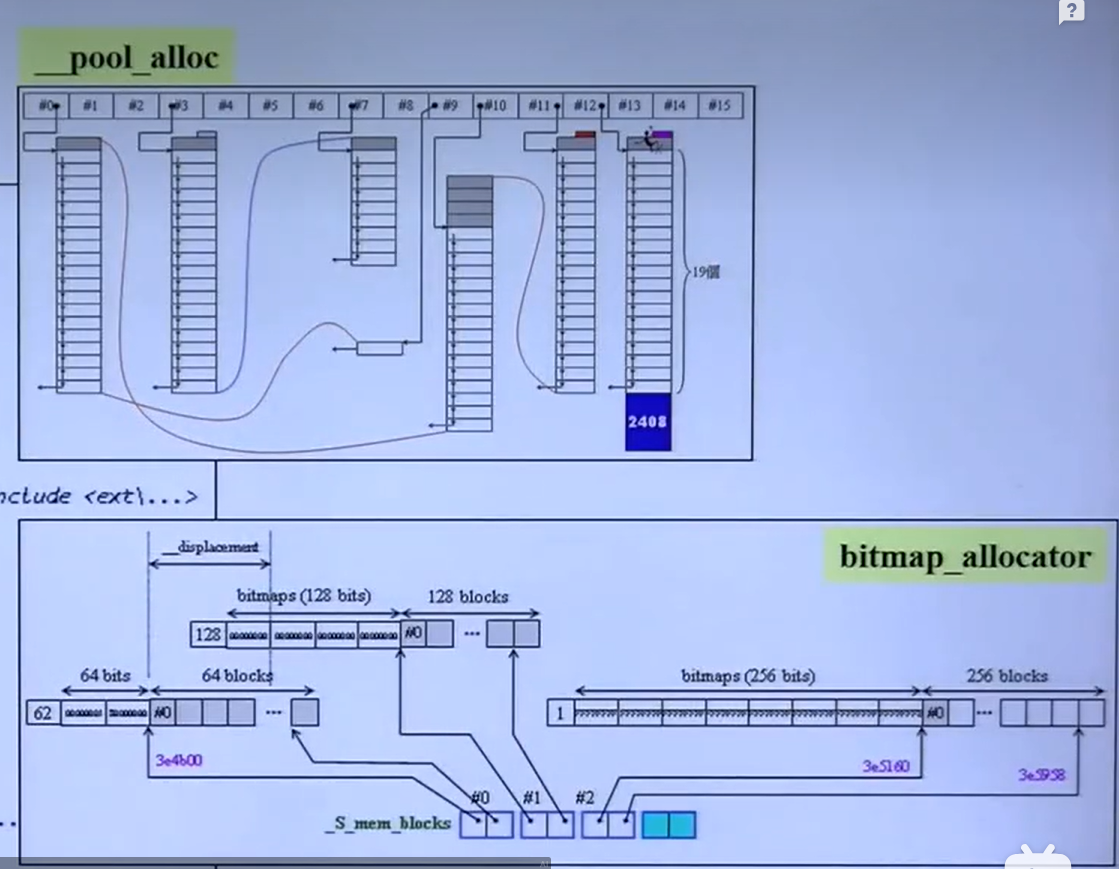 ?
__pool_alloc
#0 #1 #2 #3 #4 #5 #6 #7 #8 #9 #10 #11 #12 #13 #14 #15
19個
2408
nclude <ext\...>
bitmap_allocator
__displacement
bitmaps (128 bits) 128 blocks
128 #0 ...
64 bits 64 blocks
62 #0 ...
bitmaps (256 bits) 256 blocks
1 #0 ...
3e4b00
3e5160
3e5958
#0 #1 #2
_S_mem_blocks